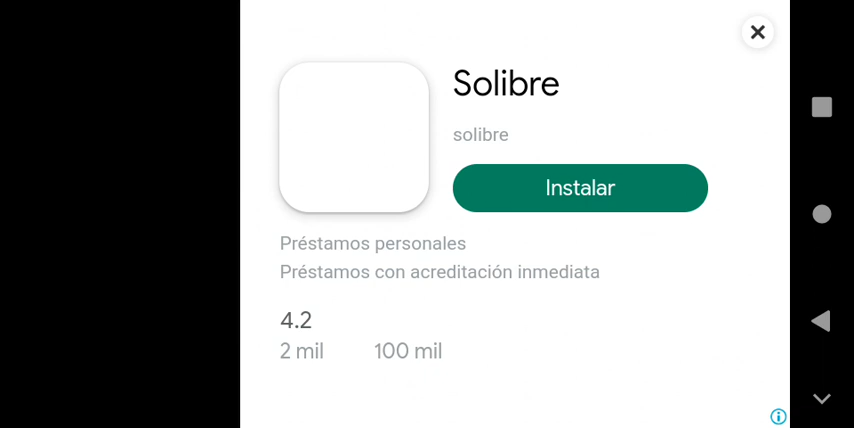 Solibre
solibre
Instalar
Préstamos personales
Préstamos con acreditación inmediata
4.2
2 mil 100 mil